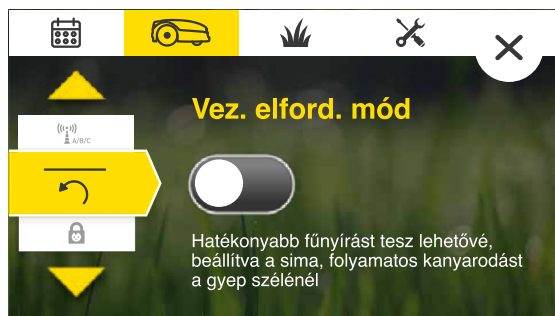 Vez. elford. mód
A/B/C
Hatékonyabb fűnyírást tesz lehetővé,
beállítva a sima, folyamatos kanyarodást
a gyep szélénél